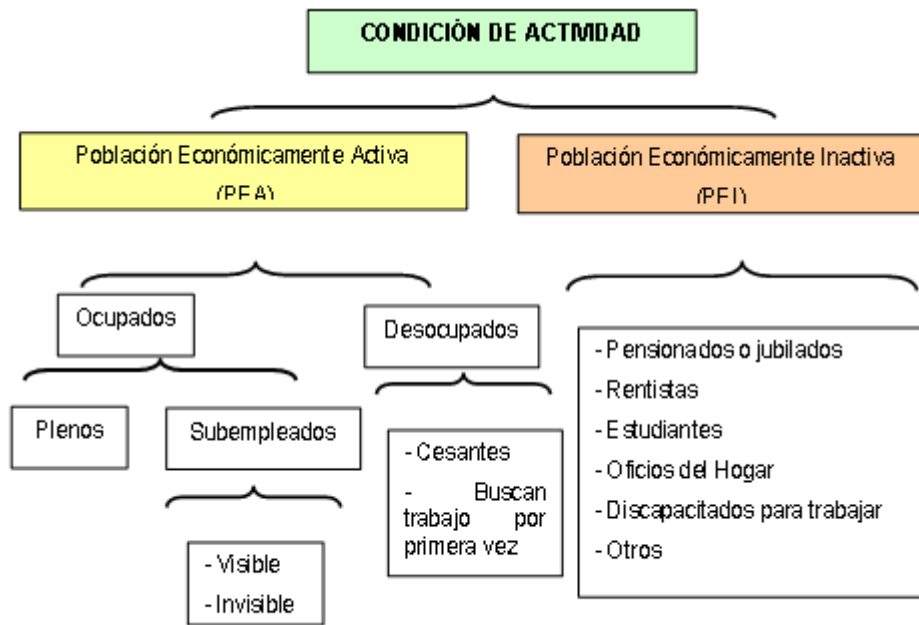 CONDICIÓN DE ACTIVIDAD
Población Económicamente Activa
(PEA)
Población Económicamente Inactiva
(PEI)
Ocupados
Desocupados
Plenos
Subempleados
- Visible
- Invisible
- Cesantes
- Buscan
trabajo por
primera vez
- Pensionados o jubilados
- Rentistas
- Estudiantes
- Oficios del Hogar
- Discapacitados para trabajar
- Otros